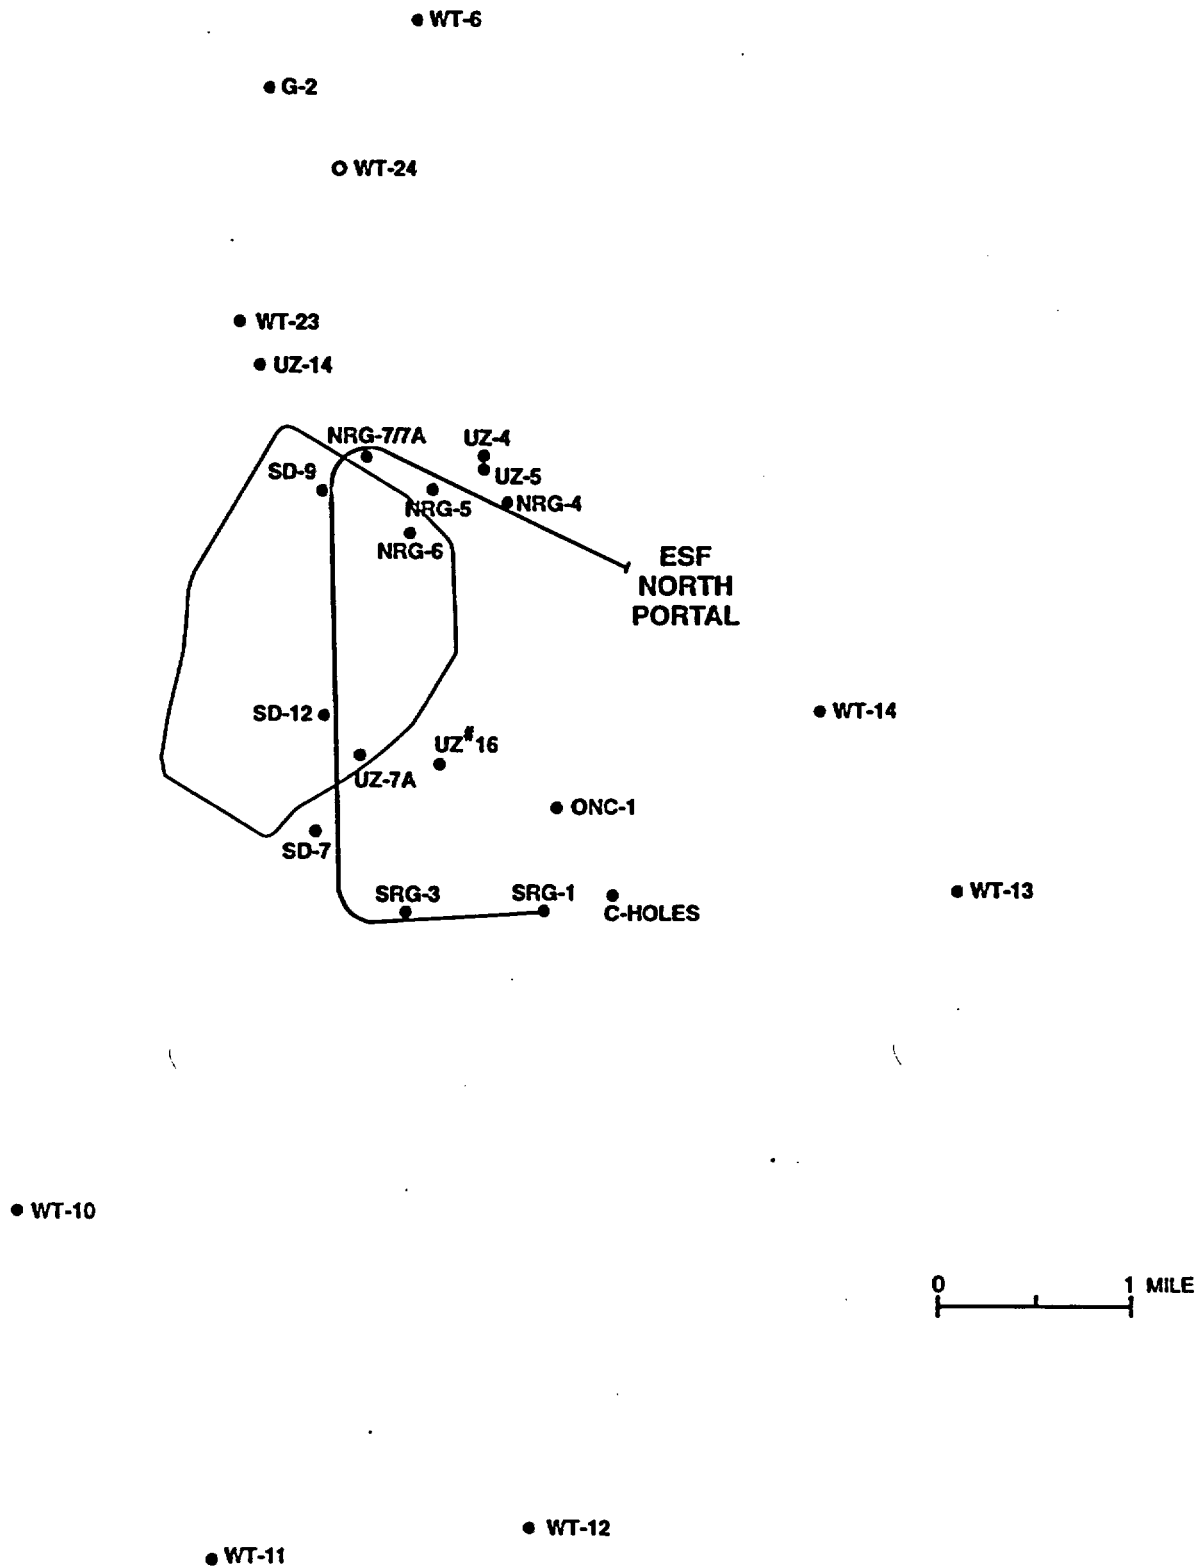 WT-6
G-2
WT-24
WT-23
UZ-14
NRG-7/7A
UZ-4
SD-9
UZ-5
NRG-5
NRG-4
NRG-6
ESF
NORTH
PORTAL
SD-12
WT-14
UZ#16
UZ-7A
ONC-1
SD-7
SRG-3
SRG-1
WT-13
C-HOLES
WT-10
0 1 MILE
WT-12
WT-11